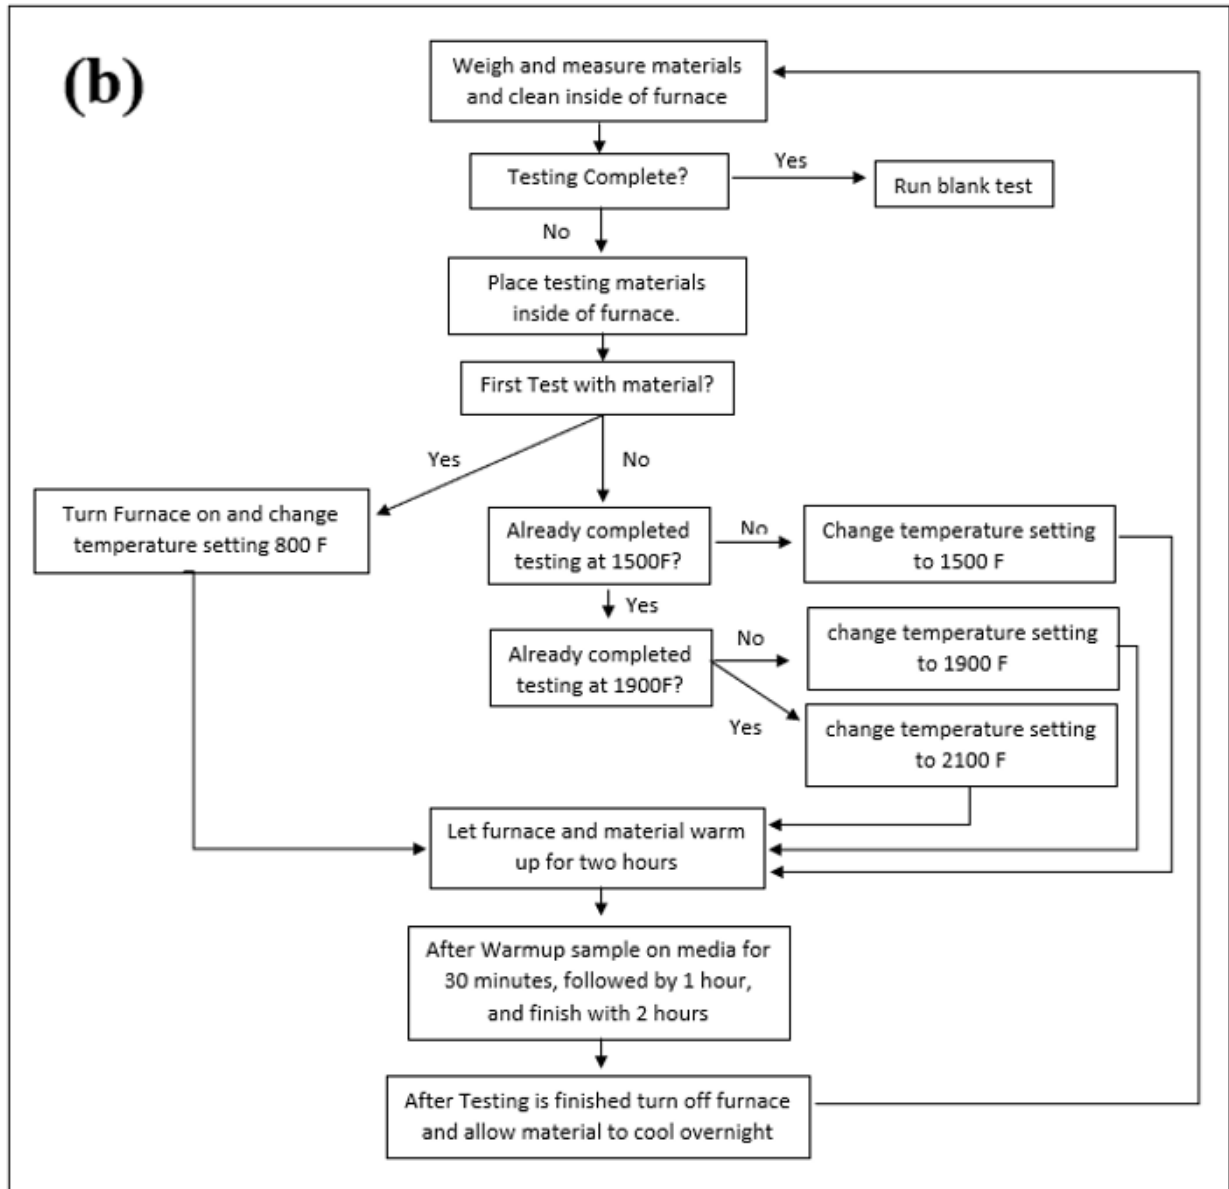 (b)
Weigh and measure materials
and clean inside of furnace
Testing Complete?
Yes
Run blank test
No
Place testing materials
inside of furnace.
First Test with material?
Yes
No
Turn Furnace on and change
temperature setting 800 F
Already completed
testing at 1500F?
No
Change temperature setting
to 1500 F
Yes
Already completed
testing at 1900F?
No
change temperature setting
to 1900 F
Yes
change temperature setting
to 2100 F
Let furnace and material warm
up for two hours
After Warmup sample on media for
30 minutes, followed by 1 hour,
and finish with 2 hours
After Testing is finished turn off furnace
and allow material to cool overnight